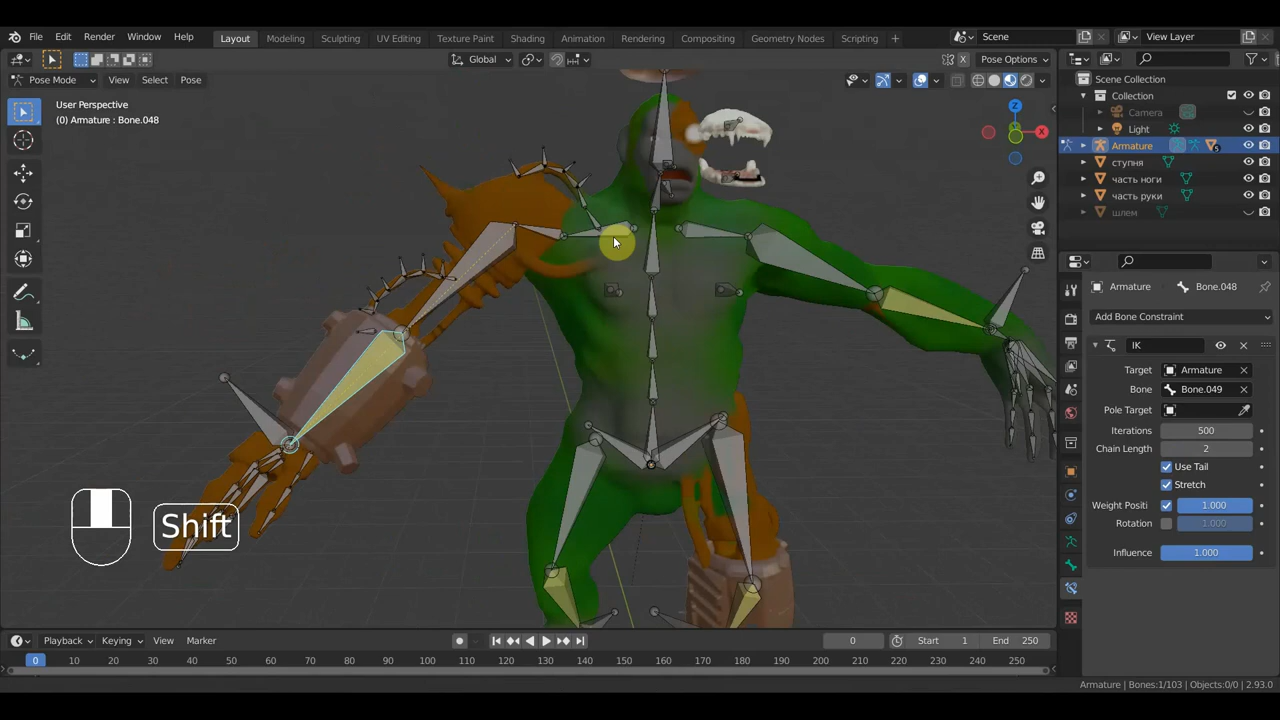 File Edit Render Window Help Layout Modeling Sculpting UV Editing Texture Paint Shading Animation Rendering Compositing Geometry Nodes Scripting + Scene View Layer
Global X Pose Options
Pose Mode View Select Pose
User Perspective
(0) Armature : Bone.048
Z
X
Scene Collection
Collection
Camera
Light
Armature
ступня
часть ноги
часть руки
шлем
Armature Bone.048
Add Bone Constraint
IK
Target Armature
Bone Bone.049
Pole Target
Iterations 500
Chain Length 2
Use Tail
Stretch
Weight Positi 1.000
Rotation 1.000
Influence 1.000
Shift
Playback Keying View Marker 0 Start 1 End 250
0 10 20 30 40 50 60 70 80 90 100 110 120 130 140 150 160 170 180 190 200 210 220 230 240 250
Armature | Bones:1/103 | Objects:0/0 | 2.93.0